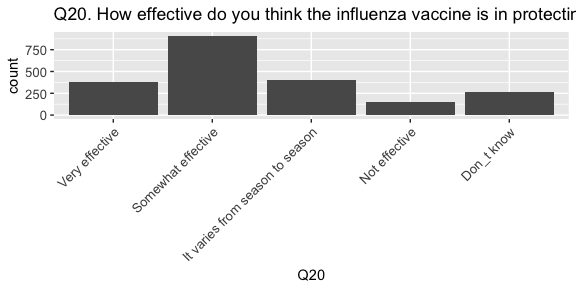 Q20. How effective do you think the influenza vaccine is in protectin
count
750
500
250
0
Very effective
Somewhat effective
It varies from season to season
Not effective
Don_t know
Q20